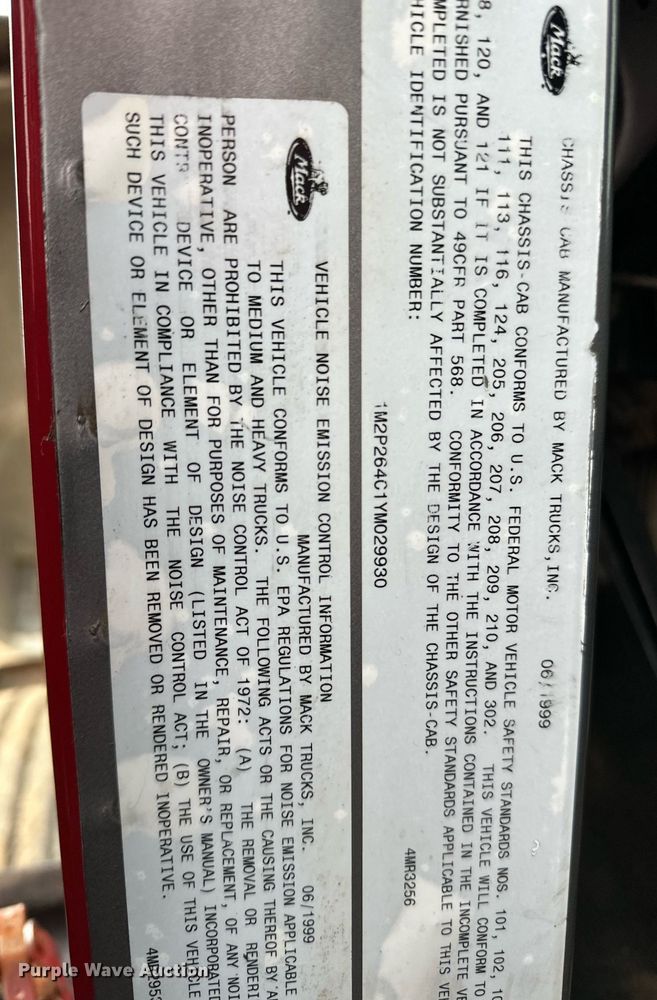 Mack
CHASSIS CAB MANUFACTURED BY MACK TRUCKS, INC. 06/1999
THIS CHASSIS-CAB CONFORMS TO U.S. FEDERAL MOTOR VEHICLE SAFETY STANDARDS NOS. 101, 102, 10
111, 113, 116, 124, 205, 206, 207, 208, 209, 210, AND 302. THIS VEHICLE WILL CONFORM TO
8, 120, AND 121 IF IT IS COMPLETED IN ACCORDANCE WITH THE INSTRUCTIONS CONTAINED IN THE INCOMPLETE VE
RNISHED PURSUANT TO 49CFR PART 568. CONFORMITY TO THE OTHER SAFETY STANDARDS APPLICABLE TO THIS VE
MPLETED IS NOT SUBSTANTIALLY AFFECTED BY THE DESIGN OF THE CHASSIS-CAB.
HICLE IDENTIFICATION NUMBER:
1M2P264C1YM029930
4MR3256
Mack
VEHICLE NOISE EMISSION CONTROL INFORMATION
MANUFACTURED BY MACK TRUCKS, INC. 06/1999
THIS VEHICLE CONFORMS TO U.S. EPA REGULATIONS FOR NOISE EMISSION APPLICABLE
TO MEDIUM AND HEAVY TRUCKS. THE FOLLOWING ACTS OR THE CAUSING THEREOF BY A
PERSON ARE PROHIBITED BY THE NOISE CONTROL ACT OF 1972: (A) THE REMOVAL OR RENDERI
INOPERATIVE, OTHER THAN FOR PURPOSES OF MAINTENANCE, REPAIR, OR REPLACEMENT, OF ANY NOI
CONTR DEVICE OR ELEMENT OF DESIGN (LISTED IN THE OWNER'S MANUAL) INCORPORATED
THIS VEHICLE IN COMPLIANCE WITH THE NOISE CONTROL ACT; (B) THE USE OF THIS VEHICLE
SUCH DEVICE OR ELEMENT OF DESIGN HAS BEEN REMOVED OR RENDERED INOPERATIVE.
Purple Wave Auction